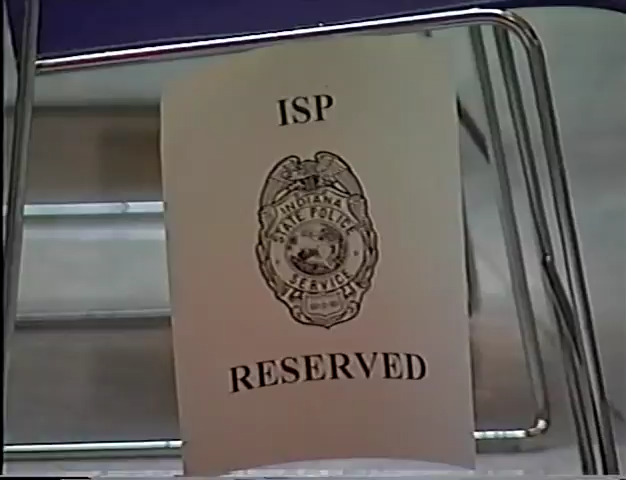 ISP
INDIANA
STATE POLICE
SERVICE
RESERVED